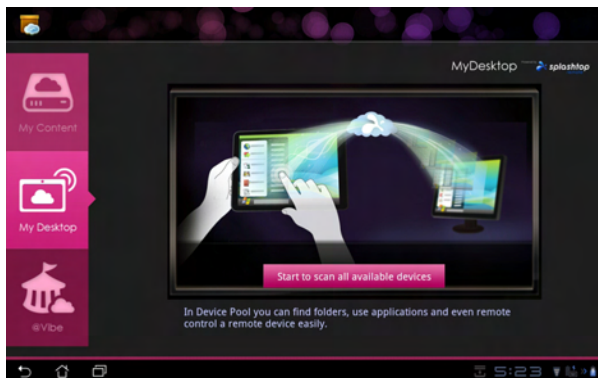 MyDesktop splashtop
My Content
My Desktop
@Vibe
Start to scan all available devices
In Device Pool you can find folders, use applications and even remote
control a remote device easily.
5:23